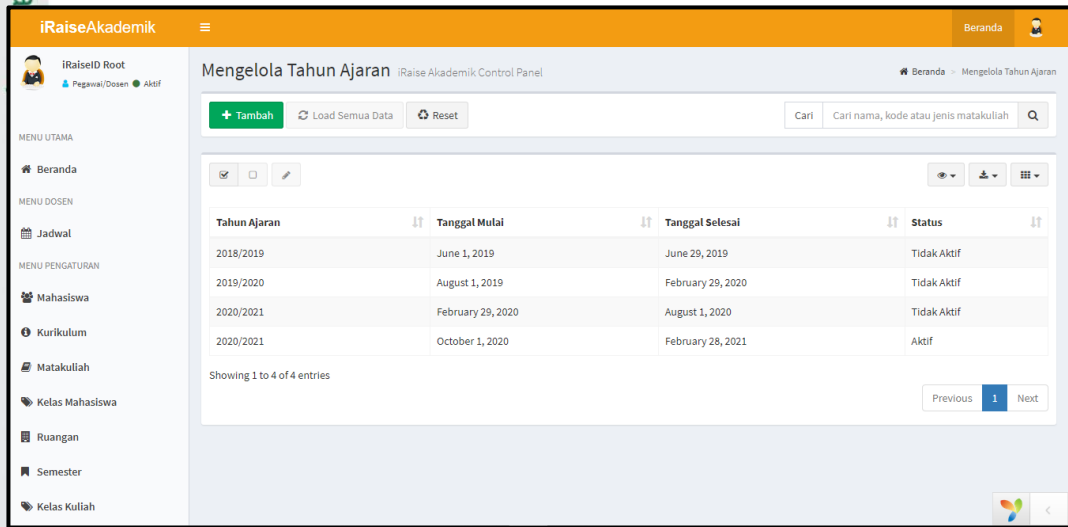 iRaiseAkademik
Beranda
iRaiseID Root
Pegawai/Dosen Aktif
MENU UTAMA
Beranda
MENU DOSEN
Jadwal
MENU PENGATURAN
Mahasiswa
Kurikulum
Matakuliah
Kelas Mahasiswa
Ruangan
Semester
Kelas Kuliah
Mengelola Tahun Ajaran iRaise Akademik Control Panel
Beranda > Mengelola Tahun Ajaran
Tambah Load Semua Data Reset
Cari Cari nama, kode atau jenis matakuliah
Tahun Ajaran Tanggal Mulai Tanggal Selesai Status
2018/2019 June 1, 2019 June 29, 2019 Tidak Aktif
2019/2020 August 1, 2019 February 29, 2020 Tidak Aktif
2020/2021 February 29, 2020 August 1, 2020 Tidak Aktif
2020/2021 October 1, 2020 February 28, 2021 Aktif
Showing 1 to 4 of 4 entries
Previous 1 Next